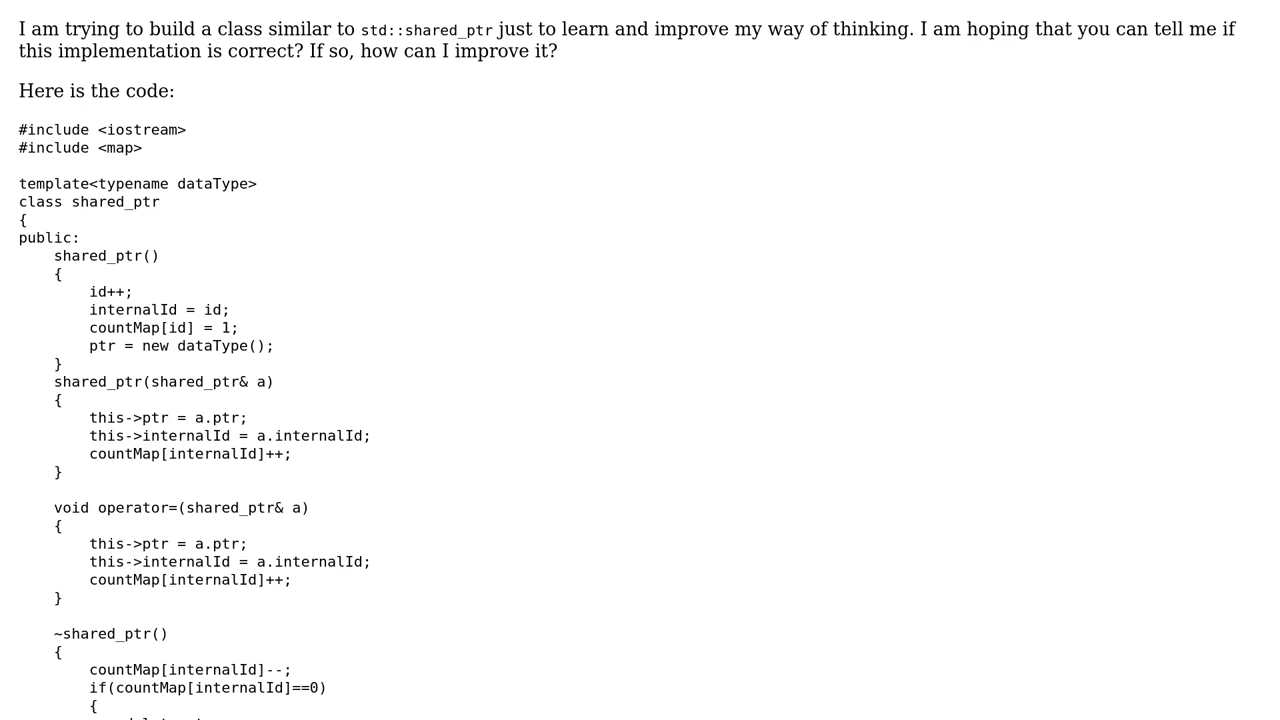 I am trying to build a class similar to std::shared_ptr just to learn and improve my way of thinking. I am hoping that you can tell me if
this implementation is correct? If so, how can I improve it?
Here is the code:
#include <iostream>
#include <map>
template<typename dataType>
class shared_ptr
{
public:
    shared_ptr()
    {
        id++;
        internalId = id;
        countMap[id] = 1;
        ptr = new dataType();
    }
    shared_ptr(shared_ptr& a)
    {
        this->ptr = a.ptr;
        this->internalId = a.internalId;
        countMap[internalId]++;
    }
    void operator=(shared_ptr& a)
    {
        this->ptr = a.ptr;
        this->internalId = a.internalId;
        countMap[internalId]++;
    }
    ~shared_ptr()
    {
        countMap[internalId]--;
        if(countMap[internalId]==0)
        {